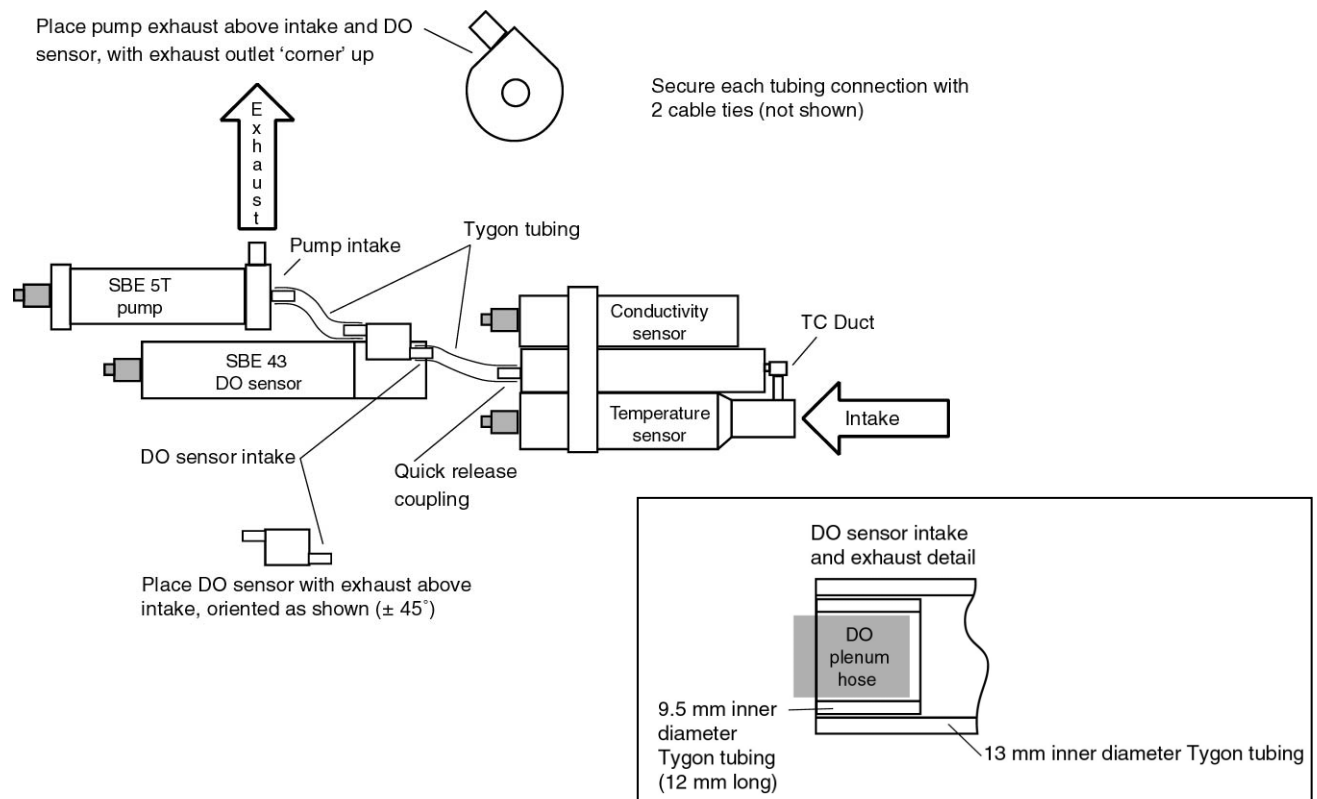 Place pump exhaust above intake and DO
sensor, with exhaust outlet ‘corner’ up
Secure each tubing connection with
2 cable ties (not shown)
Exhaust
Pump intake
Tygon tubing
SBE 5T
pump
Conductivity
sensor
TC Duct
SBE 43
DO sensor
Temperature
sensor
Intake
DO sensor intake
Quick release
coupling
Place DO sensor with exhaust above
intake, oriented as shown (± 45˚)
DO sensor intake
and exhaust detail
DO
plenum
hose
9.5 mm inner
diameter
Tygon tubing
(12 mm long)
13 mm inner diameter Tygon tubing